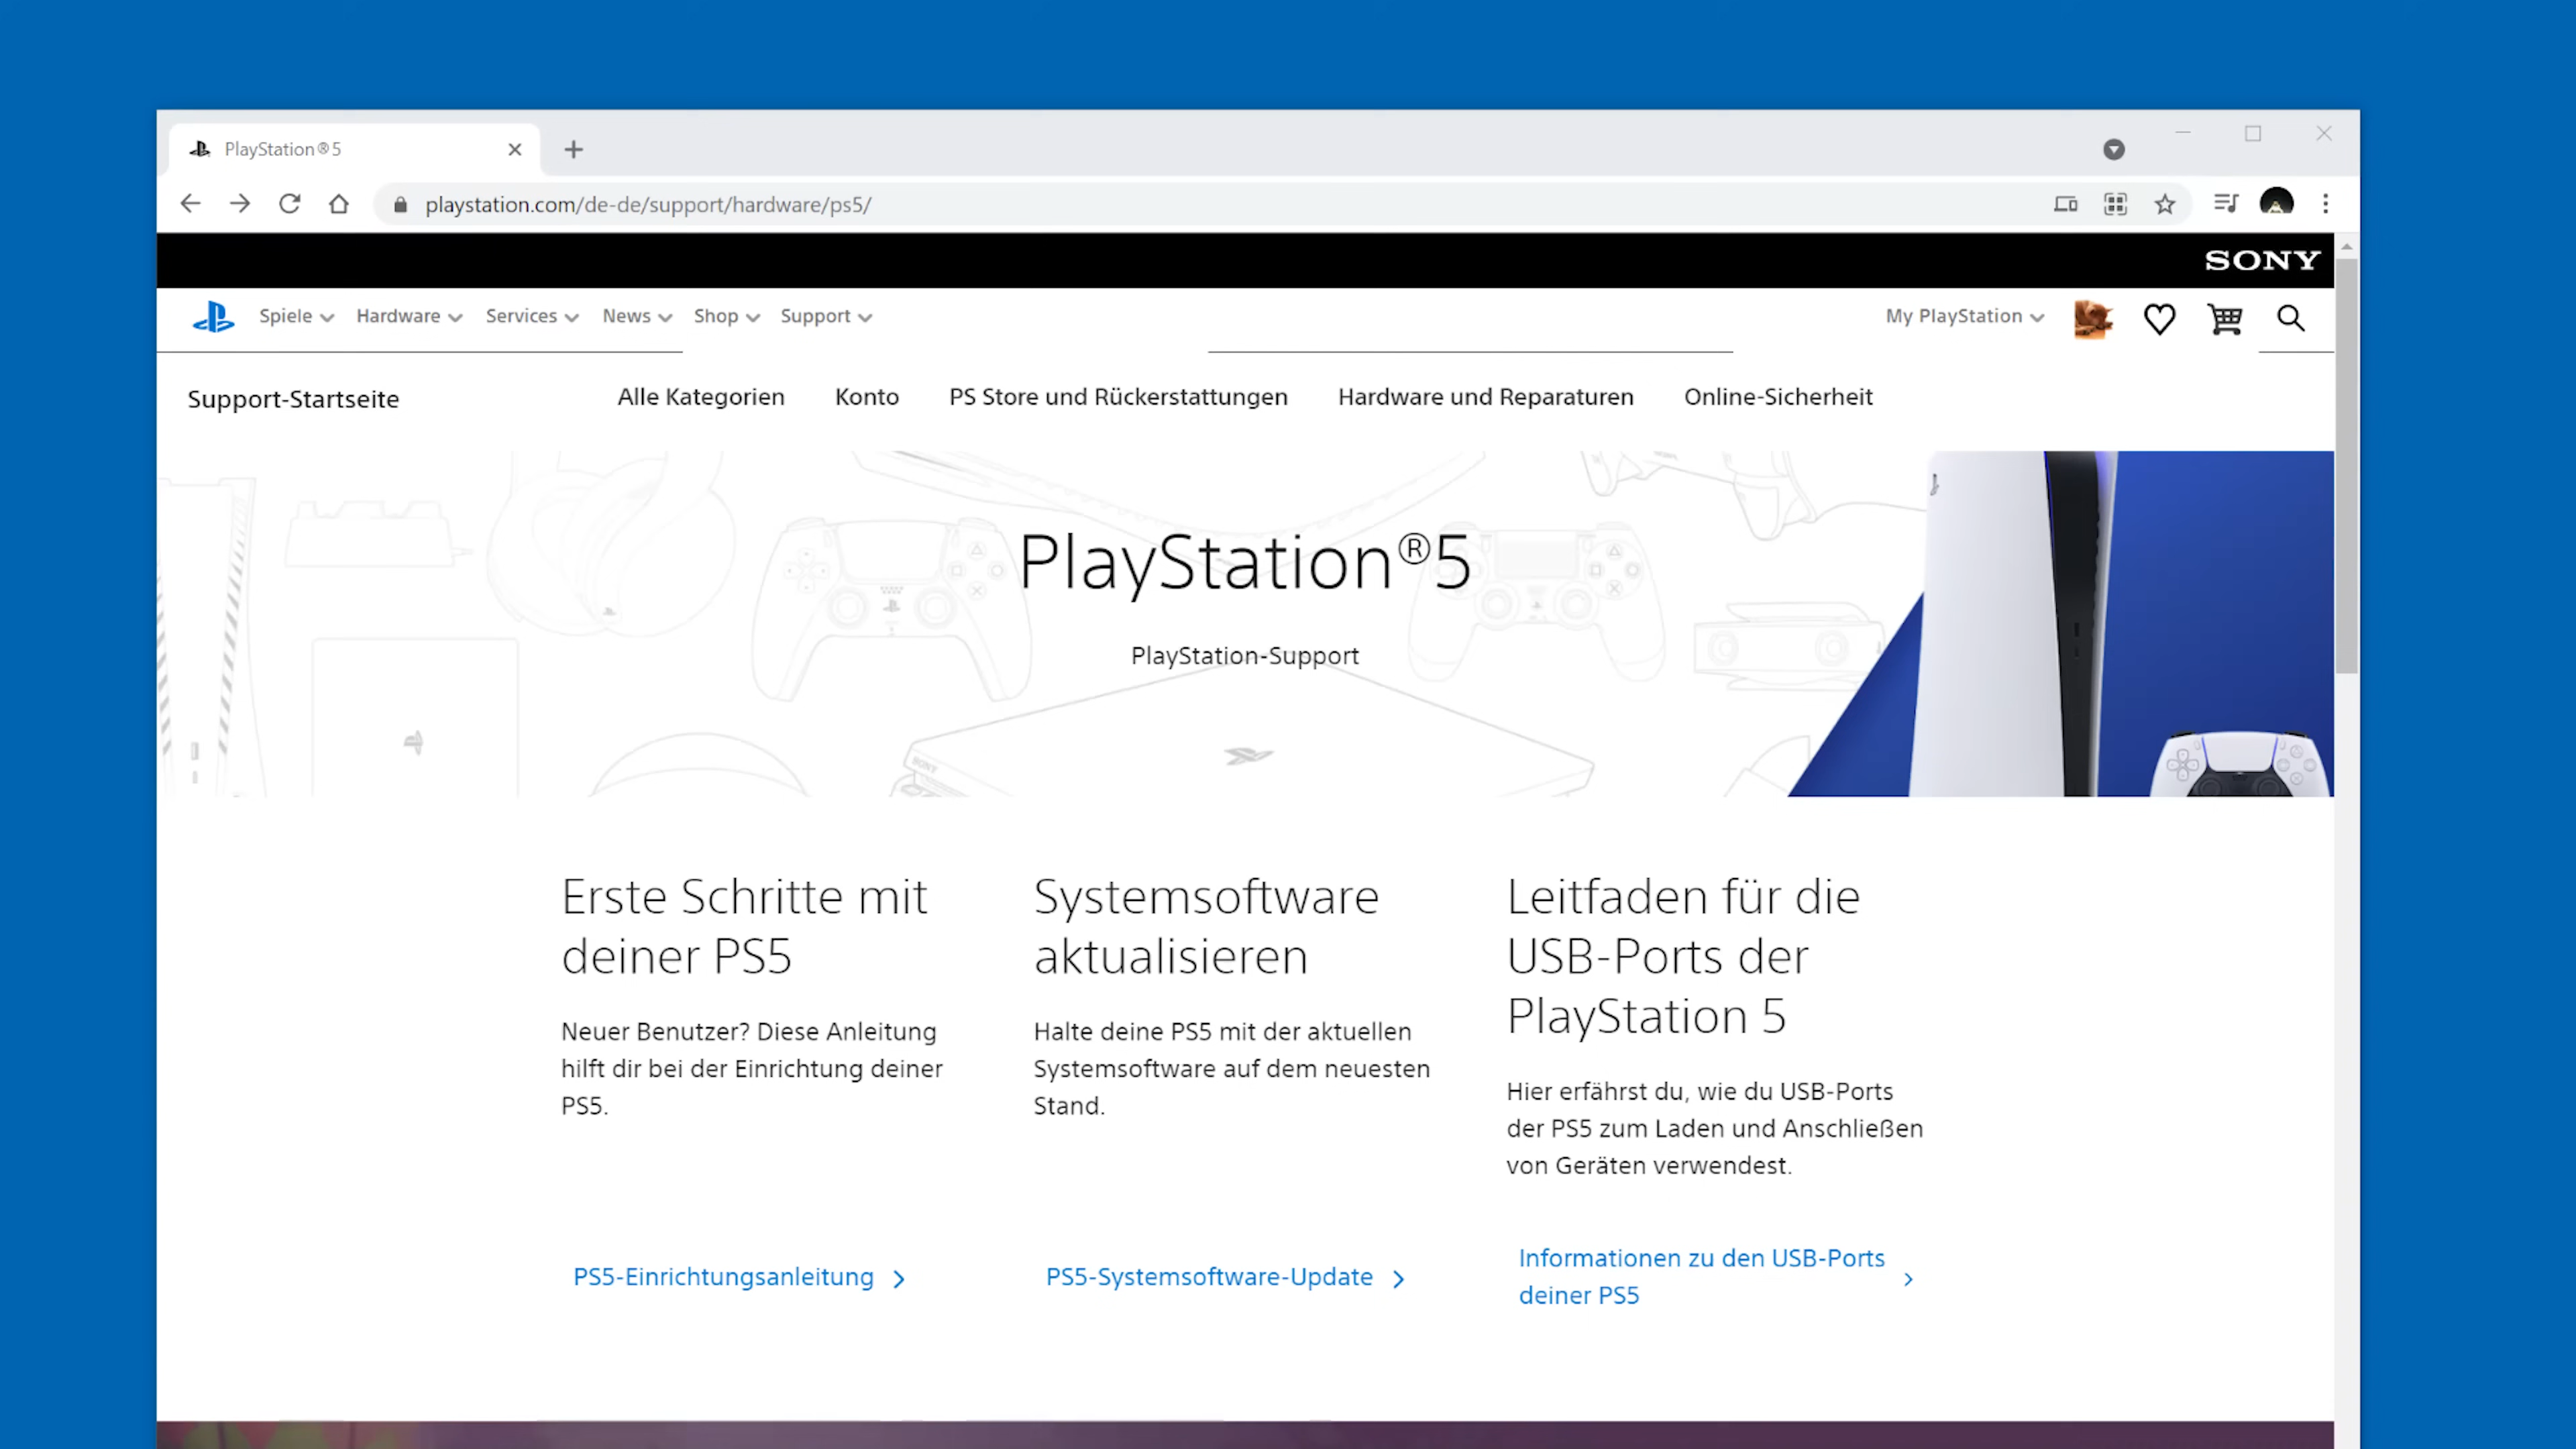 PlayStation®5
playstation.com/de-de/support/hardware/ps5/
SONY
Spiele Hardware Services News Shop Support My PlayStation
Support-Startseite Alle Kategorien Konto PS Store und Rückerstattungen Hardware und Reparaturen Online-Sicherheit
PlayStation®5
PlayStation-Support
SONY
Erste Schritte mit
deiner PS5
Neuer Benutzer? Diese Anleitung
hilft dir bei der Einrichtung deiner
PS5.
PS5-Einrichtungsanleitung
Systemsoftware
aktualisieren
Halte deine PS5 mit der aktuellen
Systemsoftware auf dem neuesten
Stand.
PS5-Systemsoftware-Update
Leitfaden für die
USB-Ports der
PlayStation 5
Hier erfährst du, wie du USB-Ports
der PS5 zum Laden und Anschließen
von Geräten verwendest.
Informationen zu den USB-Ports
deiner PS5